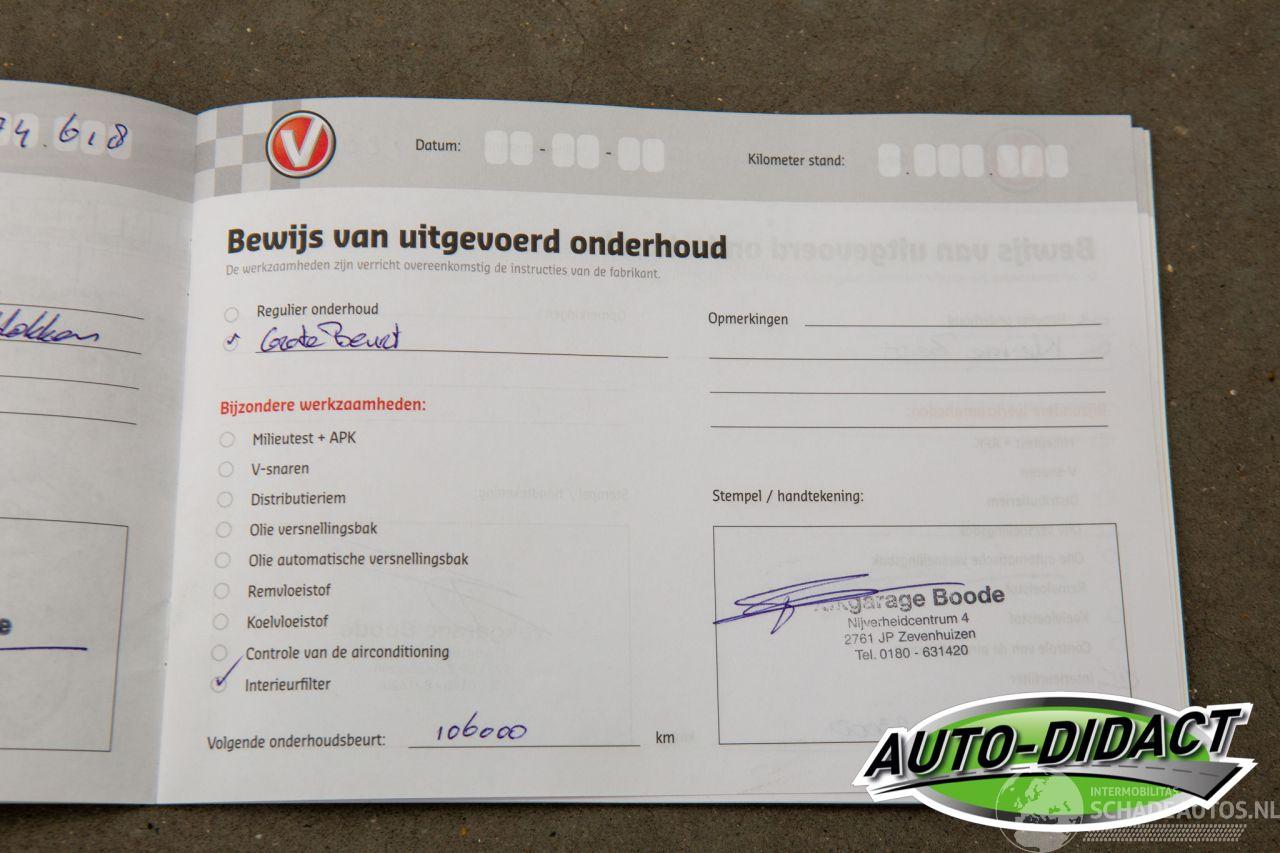 74.618
V
Datum: - -
Kilometer stand: . .
Bewijs van uitgevoerd onderhoud
De werkzaamheden zijn verricht overeenkomstig de instructies van de fabrikant.
Regulier onderhoud
Grote Beurt
Opmerkingen
Bijzondere werkzaamheden:
Milieutest + APK
V-snaren
Distributieriem
Olie versnellingsbak
Olie automatische versnellingsbak
Remvloeistof
Koelvloeistof
Controle van de airconditioning
Interieurfilter
Volgende onderhoudsbeurt: 106000 km
Stempel / handtekening:
garage Boode
Nijverheidcentrum 4
2761 JP Zevenhuizen
Tel. 0180 - 631420
AUTO-DIDACT
INTERMOBILITAS
SCHADEAUTOS.NL